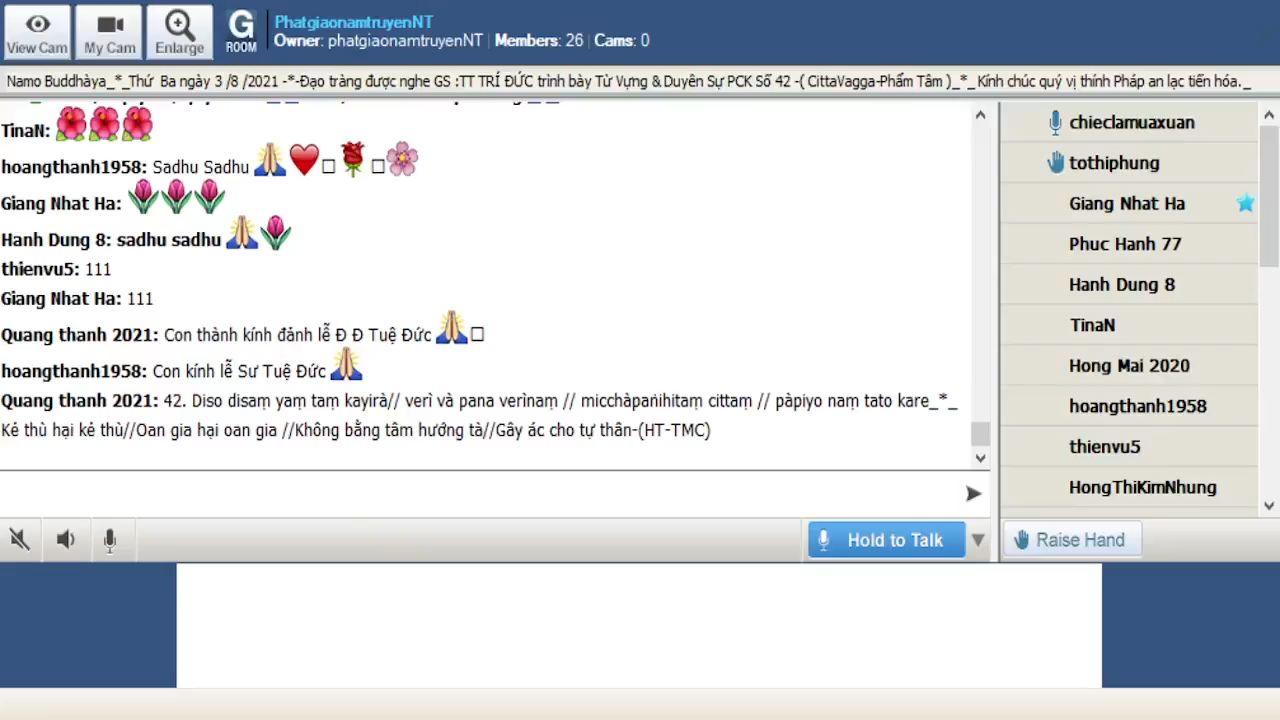 View Cam
My Cam
Enlarge
G
ROOM
PhatgiaonamtruyenNT
Owner: phatgiaonamtruyenNT | Members: 26 | Cams: 0
Namo Buddhàya_*_Thứ Ba ngày 3 /8 /2021 -*-Đạo tràng được nghe GS :TT TRÍ ĐỨC trình bày Từ Vựng & Duyên Sự PCK Số 42 -( CittaVagga-Phẩm Tâm )_*_Kính chúc quý vị thính Pháp an lạc tiến hóa._
TinaN:
hoangthanh1958: Sadhu Sadhu
Giang Nhat Ha:
Hanh Dung 8: sadhu sadhu
thienvu5: 111
Giang Nhat Ha: 111
Quang thanh 2021: Con thành kính đảnh lễ Đ Đ Tuệ Đức
hoangthanh1958: Con kính lễ Sư Tuệ Đức
Quang thanh 2021: 42. Diso disaṃ yaṃ taṃ kayirà// verì và pana verìnaṃ // micchàpaṅihitaṃ cittaṃ // pàpiyo naṃ tato kare_*_
Kẻ thù hại kẻ thù//Oan gia hại oan gia //Không bằng tâm hướng tà//Gây ác cho tự thân-(HT-TMC)
Hold to Talk
chieclamuaxuan
tothiphung
Giang Nhat Ha
Phuc Hanh 77
Hanh Dung 8
TinaN
Hong Mai 2020
hoangthanh1958
thienvu5
HongThiKimNhung
Raise Hand